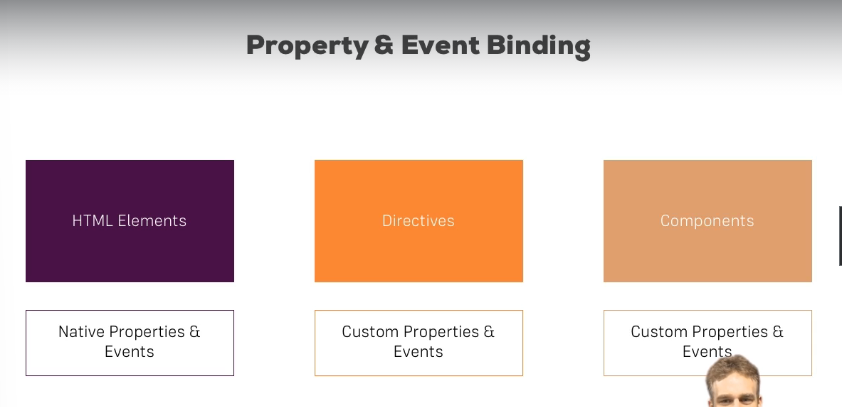 Property & Event Binding
HTML Elements
Directives
Components
Native Properties &
Events
Custom Properties &
Events
Custom Properties &
Events